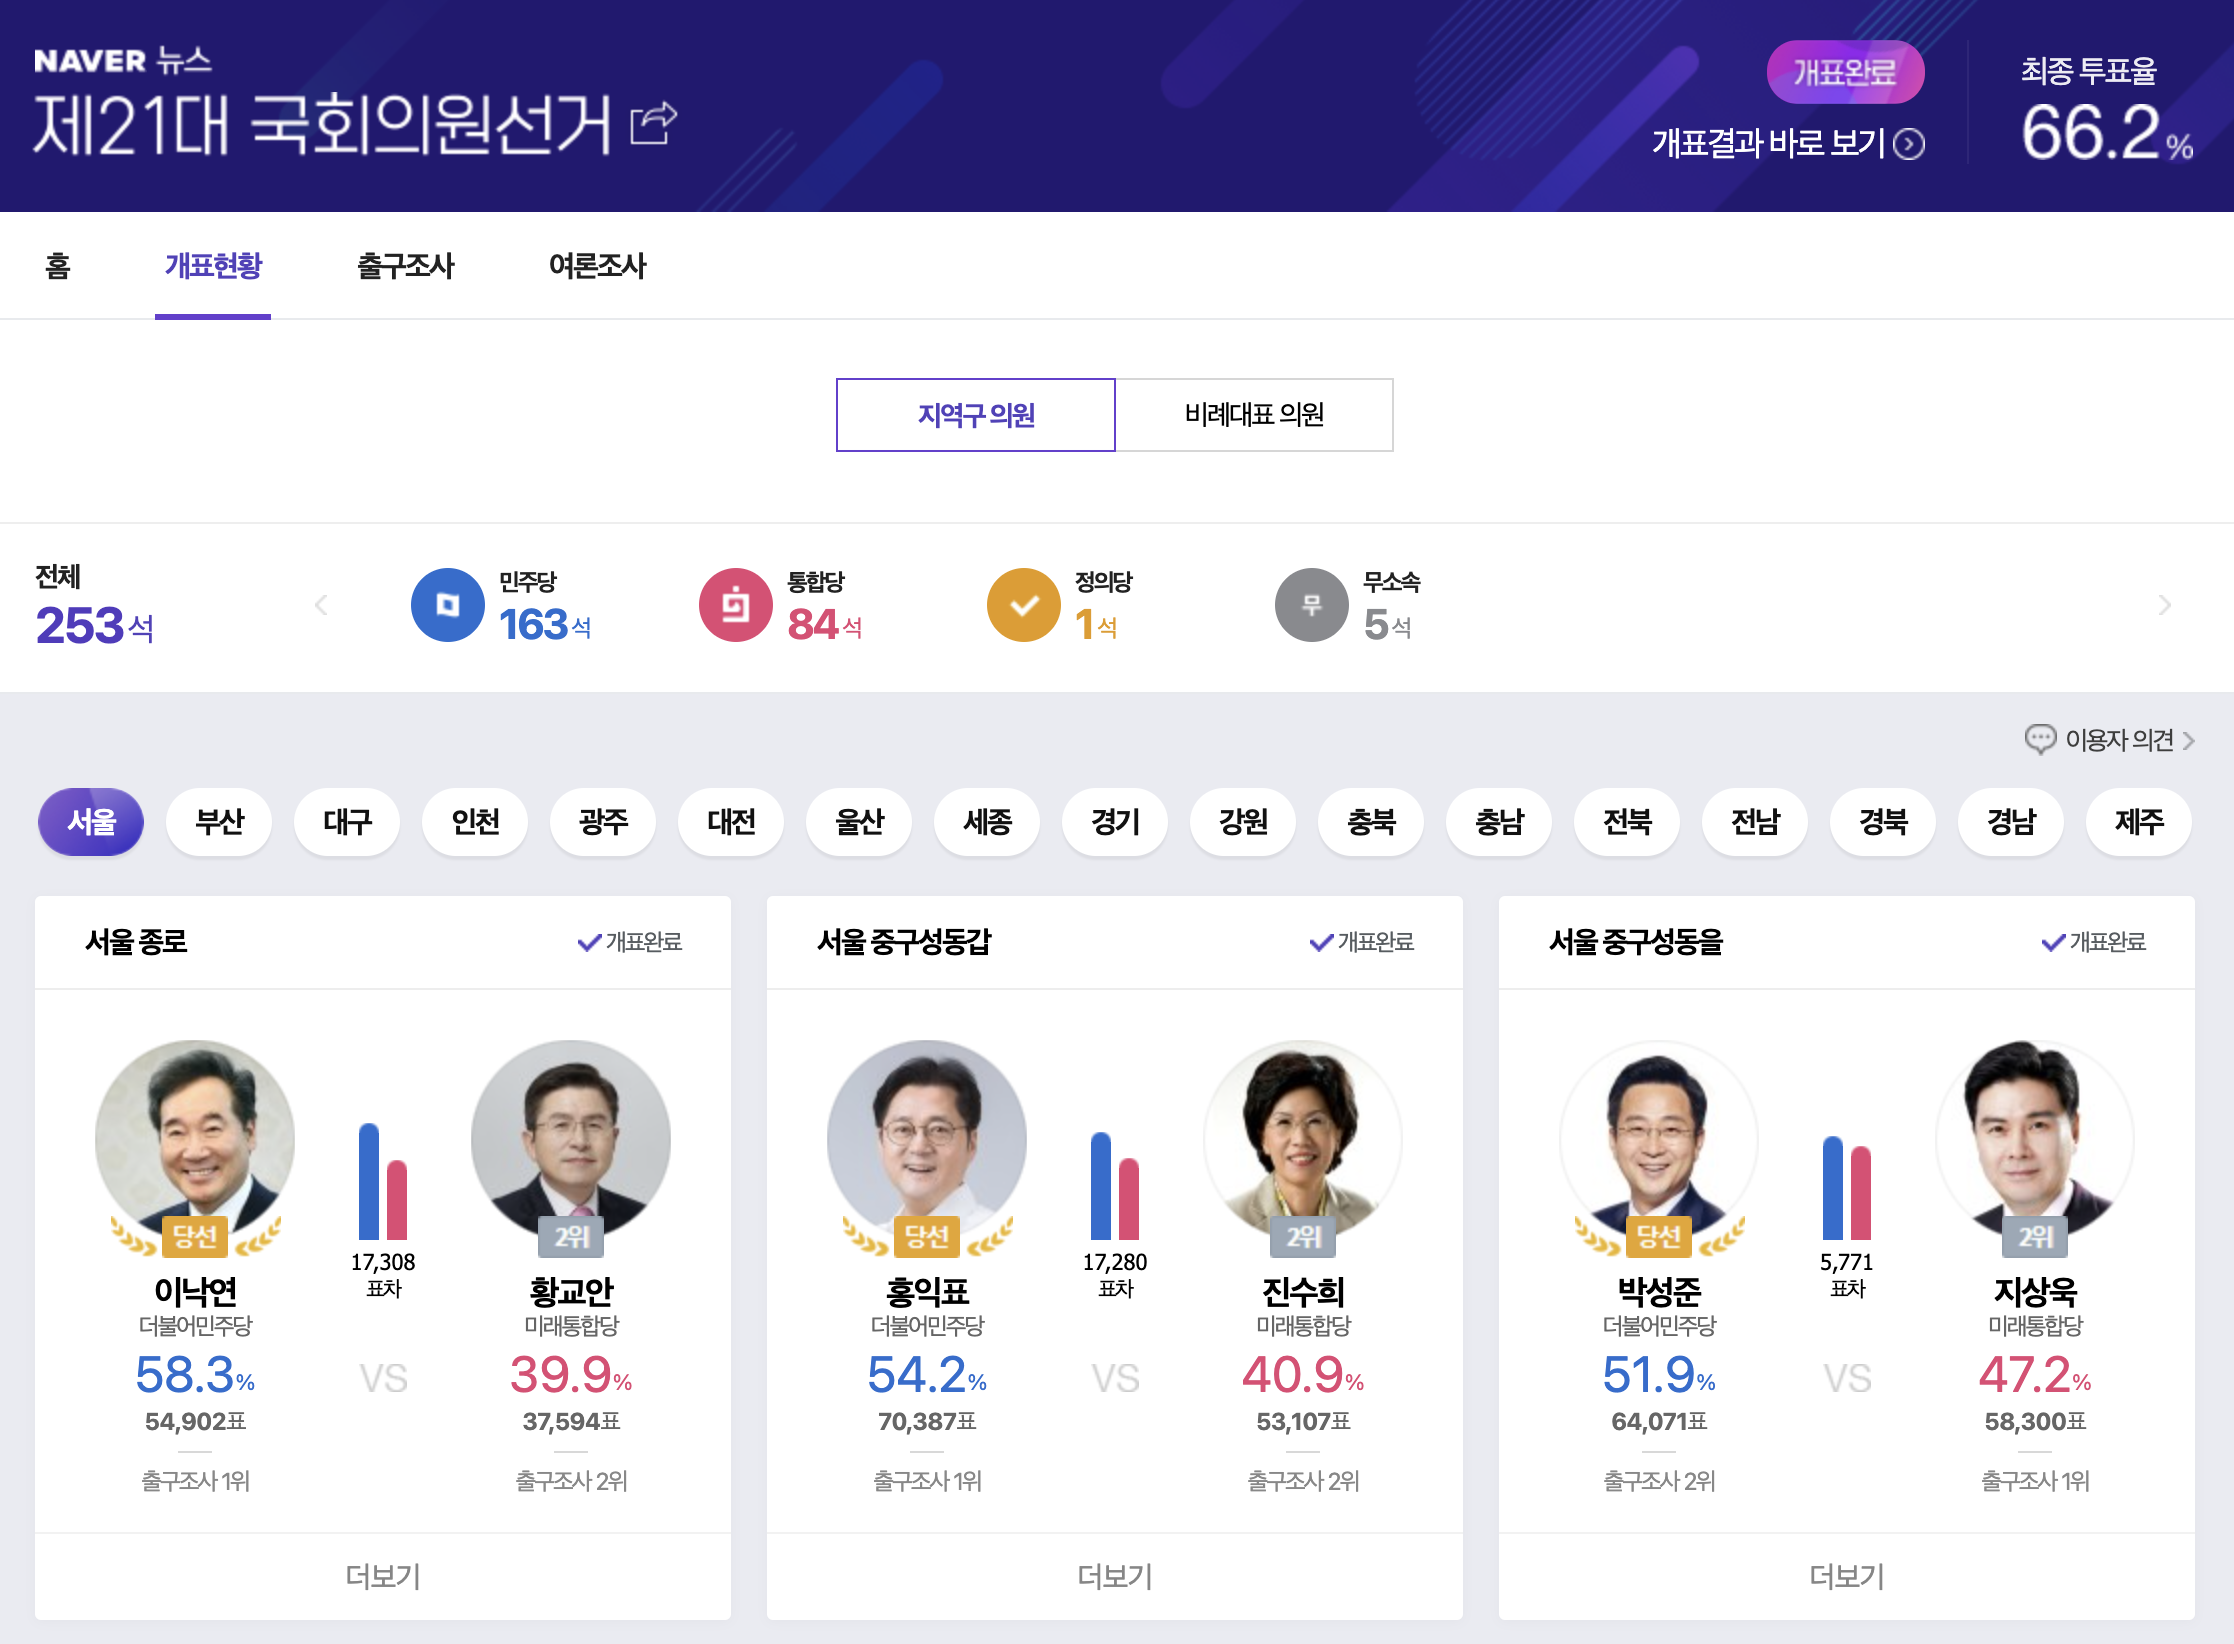 NAVER 뉴스
제21대 국회의원선거
개표완료
개표결과 바로 보기
최종 투표율
66.2%
홈 개표현황 출구조사 여론조사
지역구 의원 비례대표 의원
전체
253석
민주당
163석
통합당
84석
정의당
1석
무
무소속
5석
이용자 의견
서울 부산 대구 인천 광주 대전 울산 세종 경기 강원 충북 충남 전북 전남 경북 경남 제주
서울 종로
개표완료
당선
이낙연
더불어민주당
58.3%
54,902표
출구조사 1위
17,308
표차
VS
2위
황교안
미래통합당
39.9%
37,594표
출구조사 2위
더보기
서울 중구성동갑
개표완료
당선
홍익표
더불어민주당
54.2%
70,387표
출구조사 1위
17,280
표차
VS
2위
진수희
미래통합당
40.9%
53,107표
출구조사 2위
더보기
서울 중구성동을
개표완료
당선
박성준
더불어민주당
51.9%
64,071표
출구조사 2위
5,771
표차
VS
2위
지상욱
미래통합당
47.2%
58,300표
출구조사 1위
더보기